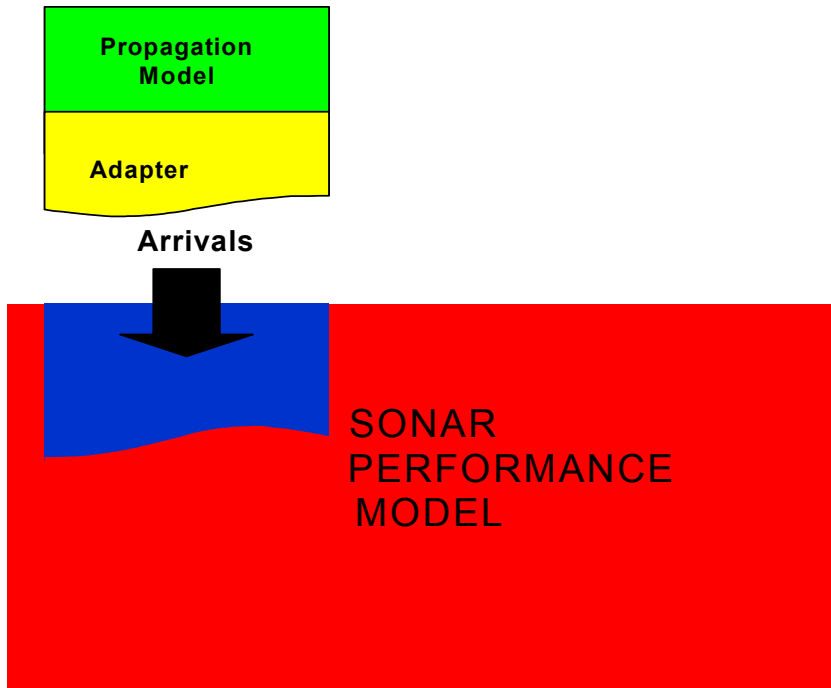 Propagation
Model
Adapter
Arrivals
SONAR
PERFORMANCE
MODEL